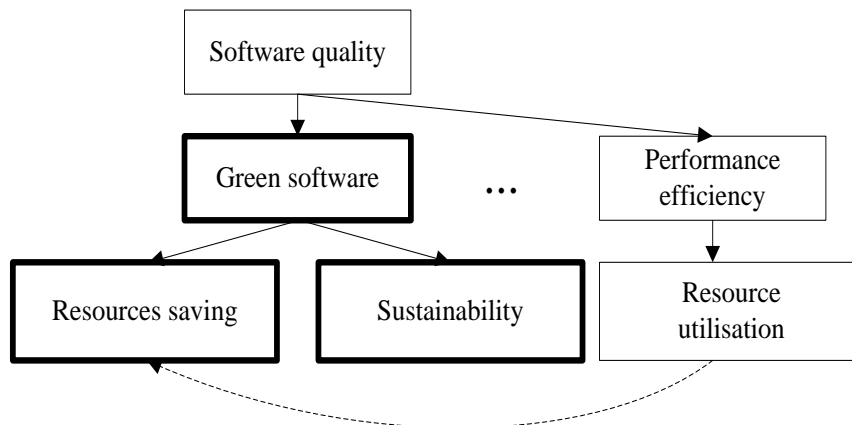 Software quality
Green software
...
Performance
efficiency
Resources saving
Sustainability
Resource
utilisation